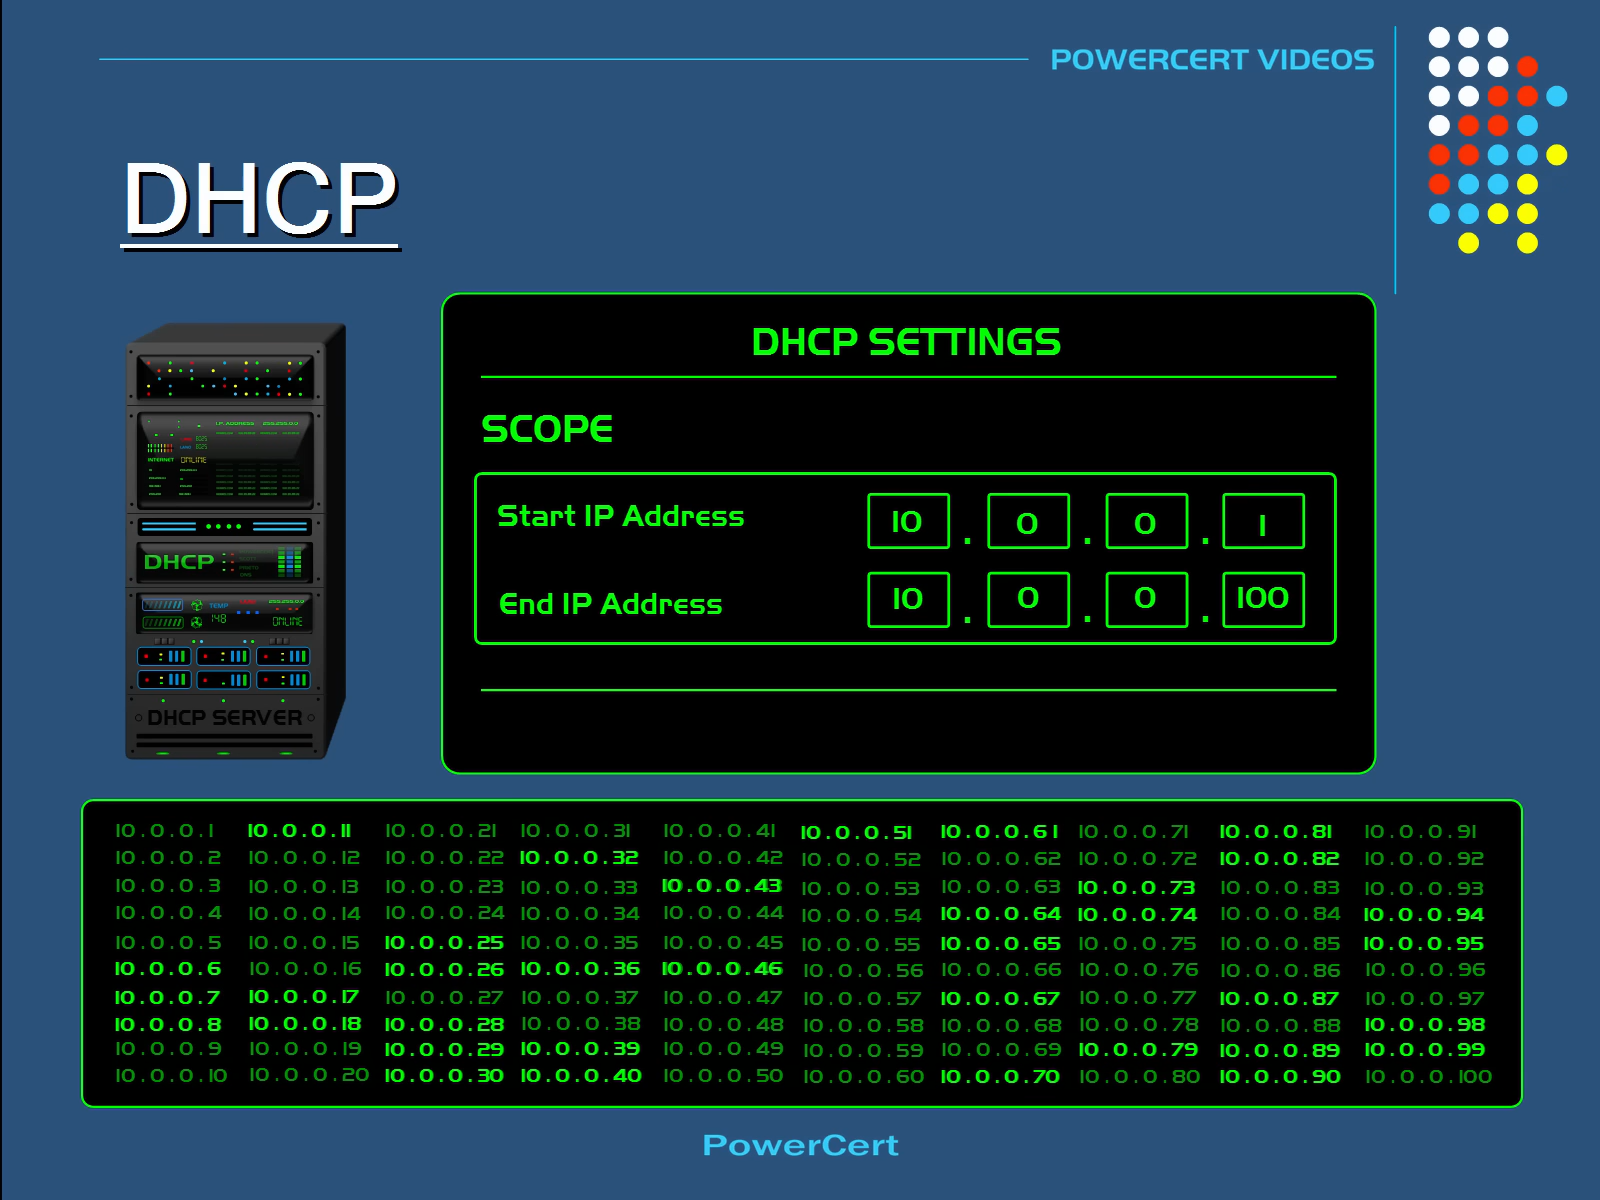 POWERCERT VIDEOS
DHCP
DHCP SETTINGS
SCOPE
Start IP Address 10 . 0 . 0 . 1
End IP Address 10 . 0 . 0 . 100
I.P. ADDRESS 255.255.0.0
INTERNET ONLINE
DHCP
TEMP
148
ONLINE
DHCP SERVER
10.0.0.1 10.0.0.11 10.0.0.21 10.0.0.31 10.0.0.41 10.0.0.51 10.0.0.61 10.0.0.71 10.0.0.81 10.0.0.91
10.0.0.2 10.0.0.12 10.0.0.22 10.0.0.32 10.0.0.42 10.0.0.52 10.0.0.62 10.0.0.72 10.0.0.82 10.0.0.92
10.0.0.3 10.0.0.13 10.0.0.23 10.0.0.33 10.0.0.43 10.0.0.53 10.0.0.63 10.0.0.73 10.0.0.83 10.0.0.93
10.0.0.4 10.0.0.14 10.0.0.24 10.0.0.34 10.0.0.44 10.0.0.54 10.0.0.64 10.0.0.74 10.0.0.84 10.0.0.94
10.0.0.5 10.0.0.15 10.0.0.25 10.0.0.35 10.0.0.45 10.0.0.55 10.0.0.65 10.0.0.75 10.0.0.85 10.0.0.95
10.0.0.6 10.0.0.16 10.0.0.26 10.0.0.36 10.0.0.46 10.0.0.56 10.0.0.66 10.0.0.76 10.0.0.86 10.0.0.96
10.0.0.7 10.0.0.17 10.0.0.27 10.0.0.37 10.0.0.47 10.0.0.57 10.0.0.67 10.0.0.77 10.0.0.87 10.0.0.97
10.0.0.8 10.0.0.18 10.0.0.28 10.0.0.38 10.0.0.48 10.0.0.58 10.0.0.68 10.0.0.78 10.0.0.88 10.0.0.98
10.0.0.9 10.0.0.19 10.0.0.29 10.0.0.39 10.0.0.49 10.0.0.59 10.0.0.69 10.0.0.79 10.0.0.89 10.0.0.99
10.0.0.10 10.0.0.20 10.0.0.30 10.0.0.40 10.0.0.50 10.0.0.60 10.0.0.70 10.0.0.80 10.0.0.90 10.0.0.100
PowerCert